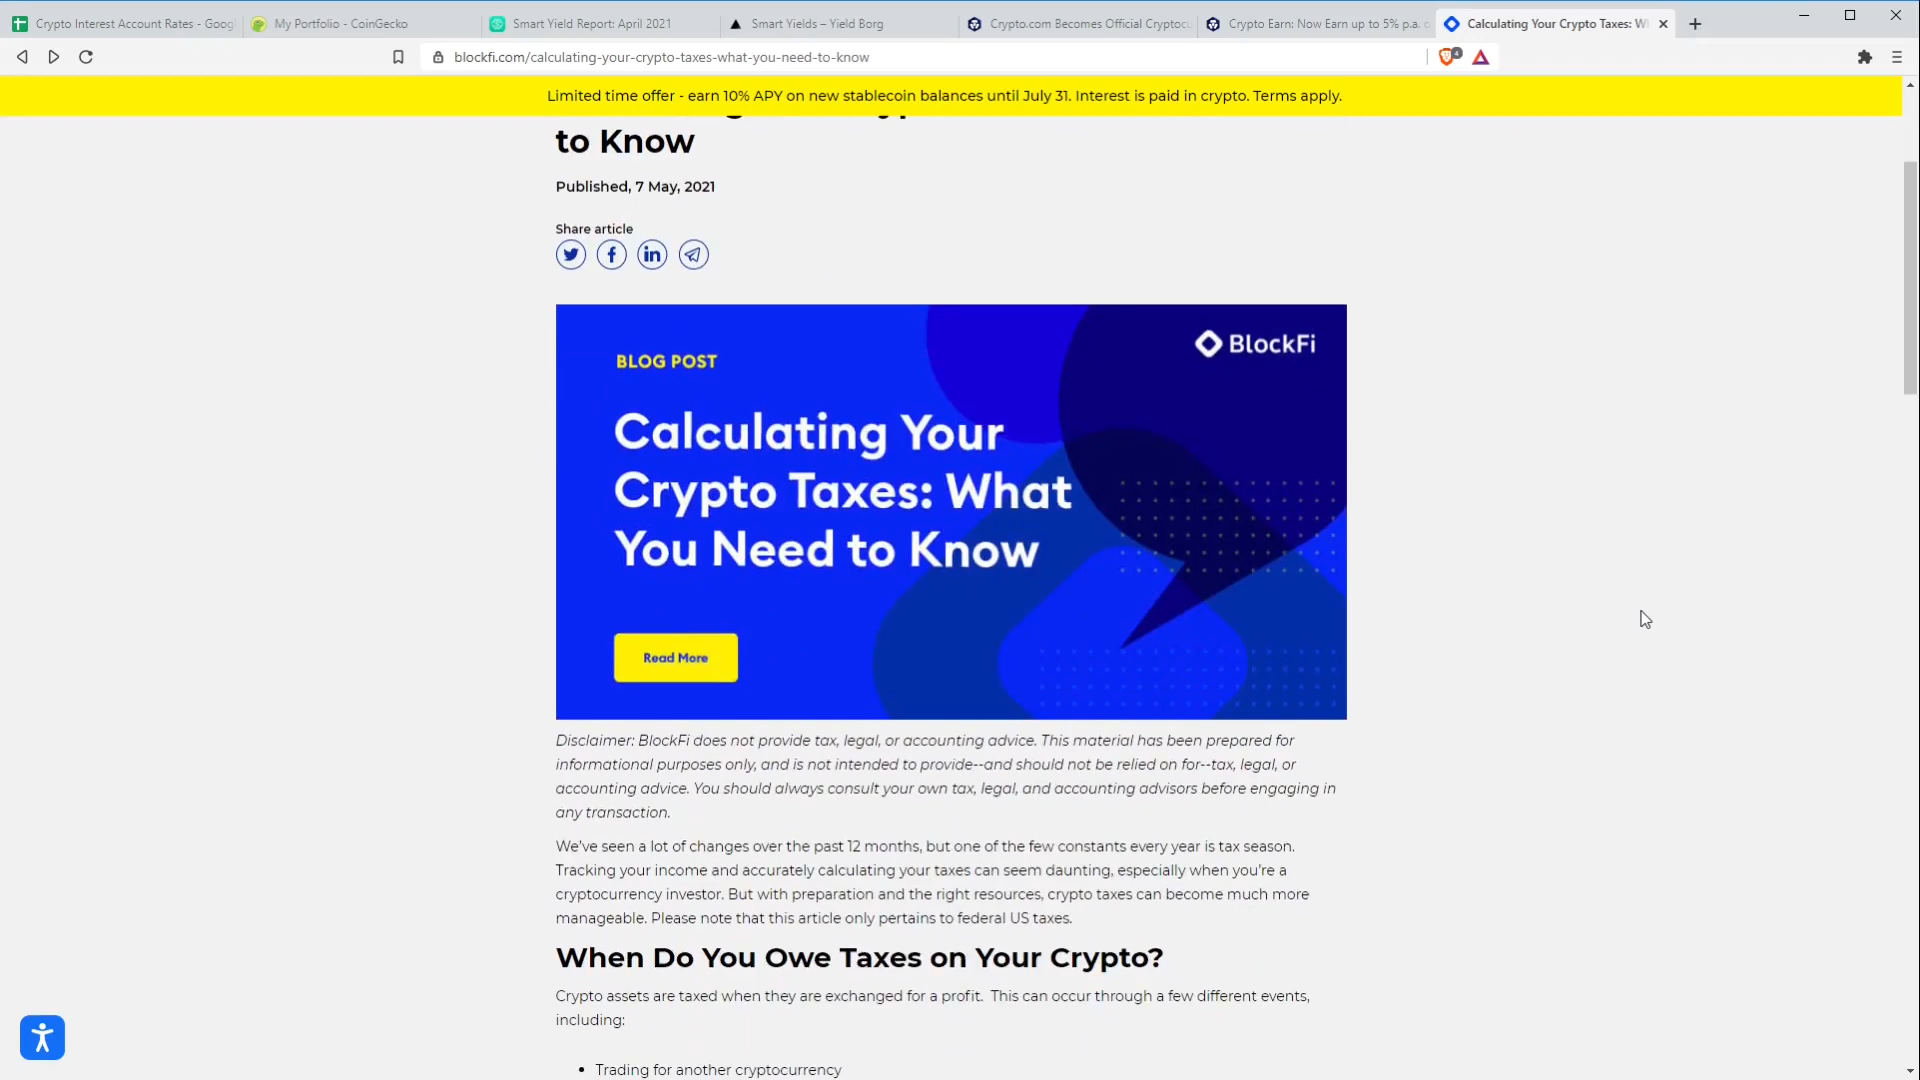 Crypto Interest Account Rates - Goog
My Portfolio - CoinGecko
Smart Yield Report: April 2021
Smart Yields – Yield Borg
Crypto.com Becomes Official Cryptocu
Crypto Earn: Now Earn up to 5% p.a. o
Calculating Your Crypto Taxes: W
blockfi.com/calculating-your-crypto-taxes-what-you-need-to-know
4
Limited time offer - earn 10% APY on new stablecoin balances until July 31. Interest is paid in crypto. Terms apply.
to Know
Published, 7 May, 2021
Share article
BlockFi
BLOG POST
Calculating Your
Crypto Taxes: What
You Need to Know
Read More
Disclaimer: BlockFi does not provide tax, legal, or accounting advice. This material has been prepared for
informational purposes only, and is not intended to provide--and should not be relied on for--tax, legal, or
accounting advice. You should always consult your own tax, legal, and accounting advisors before engaging in
any transaction.
We've seen a lot of changes over the past 12 months, but one of the few constants every year is tax season.
Tracking your income and accurately calculating your taxes can seem daunting, especially when you're a
cryptocurrency investor. But with preparation and the right resources, crypto taxes can become much more
manageable. Please note that this article only pertains to federal US taxes.
When Do You Owe Taxes on Your Crypto?
Crypto assets are taxed when they are exchanged for a profit. This can occur through a few different events,
including:
• Trading for another cryptocurrency